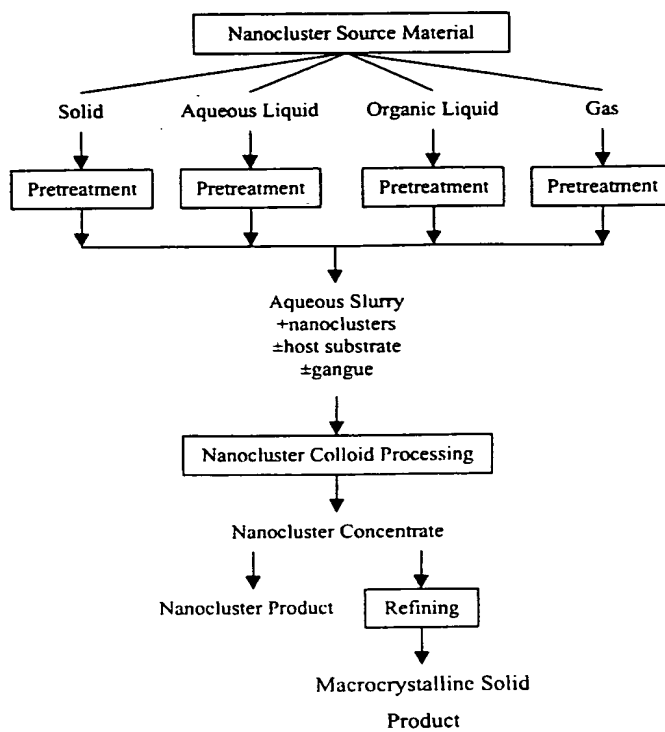 Nanocluster Source Material
Solid
Aqueous Liquid
Organic Liquid
Gas
Pretreatment
Pretreatment
Pretreatment
Pretreatment
Aqueous Slurry
+nanoclusters
±host substrate
±gangue
Nanocluster Colloid Processing
Nanocluster Concentrate
Nanocluster Product
Refining
Macrocrystalline Solid
Product